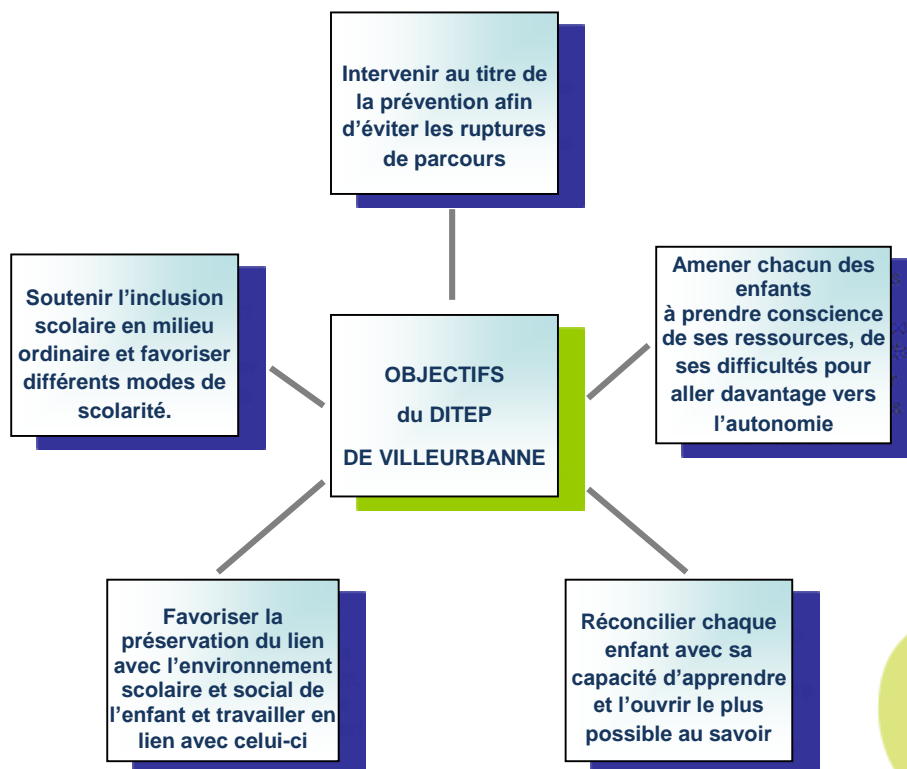 Intervenir au titre de
la prévention afin
d’éviter les ruptures
de parcours
Soutenir l’inclusion
scolaire en milieu
ordinaire et favoriser
différents modes de
scolarité.
OBJECTIFS
du DITEP
DE VILLEURBANNE
Amener chacun des
enfants
à prendre conscience
de ses ressources, de
ses difficultés pour
aller davantage vers
l’autonomie
Favoriser la
préservation du lien
avec l’environnement
scolaire et social de
l’enfant et travailler en
lien avec celui-ci
Réconcilier chaque
enfant avec sa
capacité d’apprendre
et l’ouvrir le plus
possible au savoir